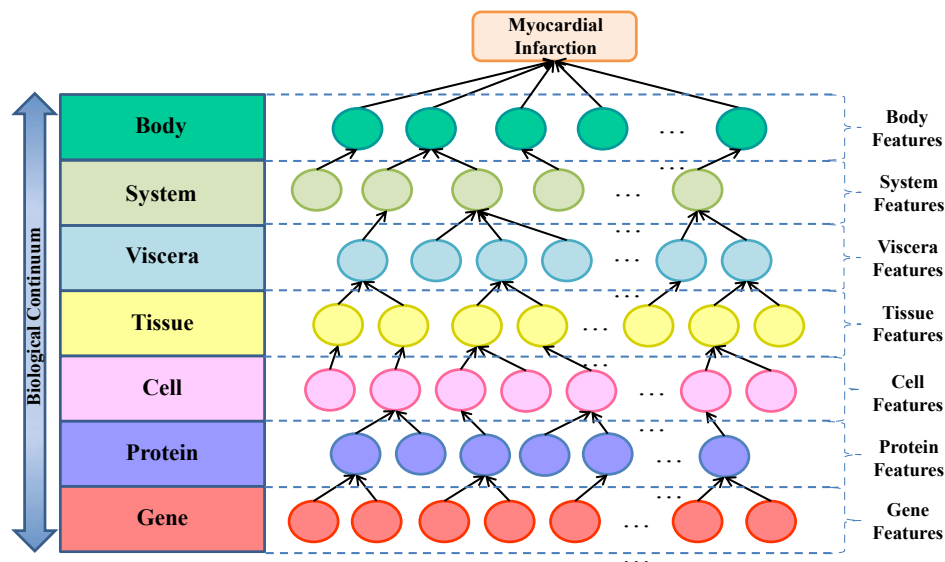 Myocardial
Infarction
Biological Continuum
Body
...
Body
Features
...
System
...
System
Features
...
Viscera
...
Viscera
Features
...
Tissue
...
Tissue
Features
...
Cell
...
Cell
Features
...
Protein
...
Protein
Features
...
Gene
...
Gene
Features
...